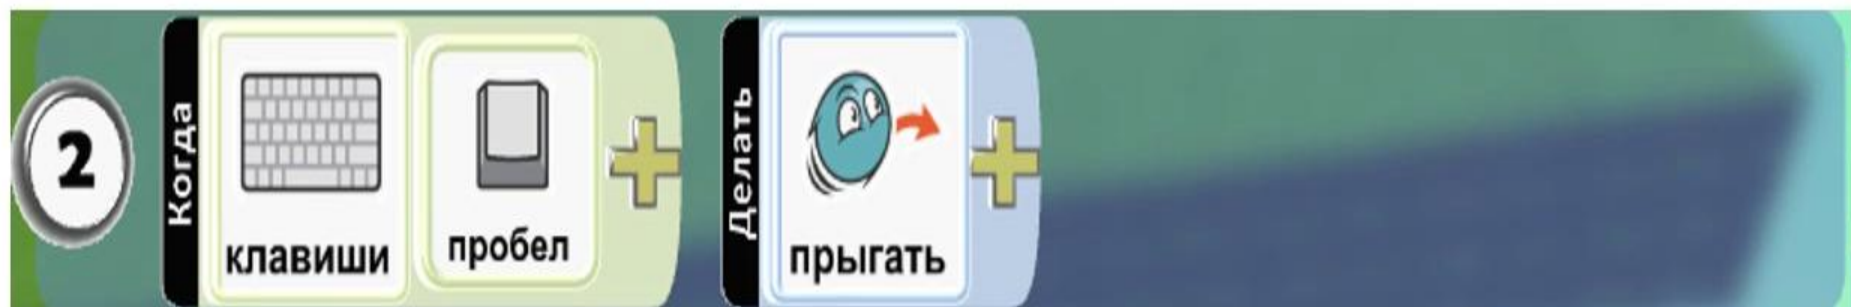 2
Когда
клавиши
пробел
Делать
прыгать